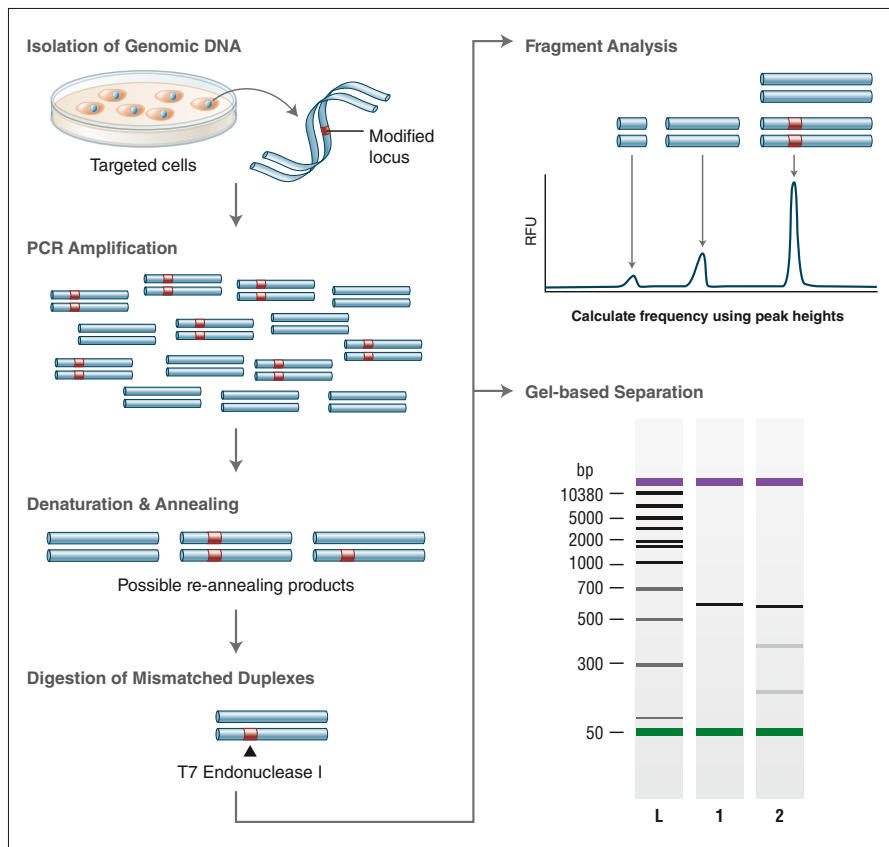 Isolation of Genomic DNA
Targeted cells
Modified
locus
PCR Amplification
Denaturation & Annealing
Possible re-annealing products
Digestion of Mismatched Duplexes
T7 Endonuclease I
Fragment Analysis
RFU
Calculate frequency using peak heights
Gel-based Separation
bp
10380
5000
2000
1000
700
500
300
50
L 1 2